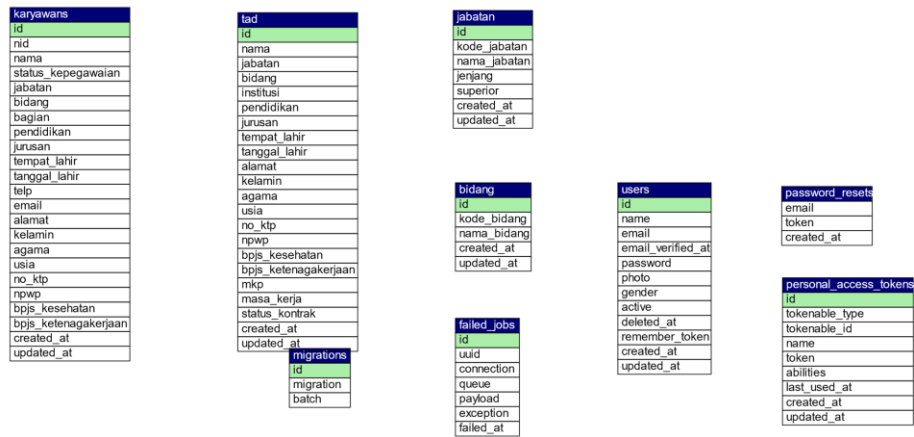 karyawans
id
nid
nama
status_kepegawaian
jabatan
bidang
bagian
pendidikan
jurusan
tempat_lahir
tanggal_lahir
telp
email
alamat
kelamin
agama
usia
no_ktp
npwp
bpjs_kesehatan
bpjs_ketenagakerjaan
created_at
updated_at
tad
id
nama
jabatan
bidang
institusi
pendidikan
jurusan
tempat_lahir
tanggal_lahir
alamat
kelamin
agama
usia
no_ktp
npwp
bpjs_kesehatan
bpjs_ketenagakerjaan
mkp
masa_kerja
status_kontrak
created_at
updated_at
migrations
id
migration
batch
jabatan
id
kode_jabatan
nama_jabatan
jenjang
superior
created_at
updated_at
bidang
id
kode_bidang
nama_bidang
created_at
updated_at
failed_jobs
id
uuid
connection
queue
payload
exception
failed_at
users
id
name
email
email_verified_at
password
photo
gender
active
deleted_at
remember_token
created_at
updated_at
password_resets
email
token
created_at
personal_access_tokens
id
tokenable_type
tokenable_id
name
token
abilities
last_used_at
created_at
updated_at